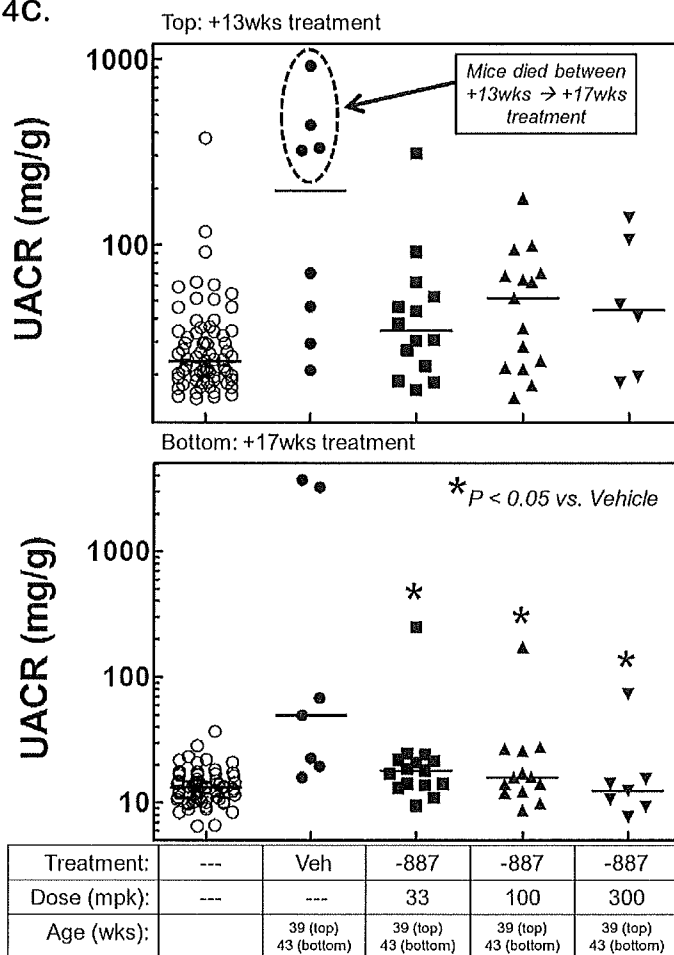 4C.
Top: +13wks treatment
1000
100
UACR (mg/g)
Mice died between
+13wks → +17wks
treatment
Bottom: +17wks treatment
1000
100
10
UACR (mg/g)
* P < 0.05 vs. Vehicle
*
*
*
Treatment: --- Veh -887 -887 -887
Dose (mpk): --- --- 33 100 300
Age (wks): 39 (top) 39 (top) 39 (top) 39 (top)
43 (bottom) 43 (bottom) 43 (bottom) 43 (bottom)